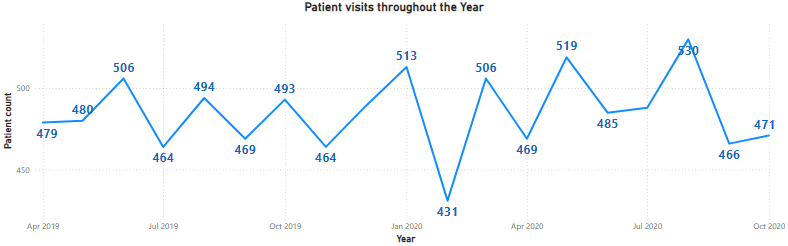 Patient visits throughout the Year
Patient count
500
450
479
480
506
464
494
469
493
464
513
431
506
469
519
485
530
466
471
Apr 2019
Jul 2019
Oct 2019
Jan 2020
Apr 2020
Jul 2020
Oct 2020
Year